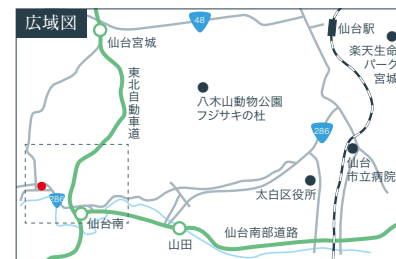 広域図
48
仙台駅
仙台宮城
楽天生命
パーク
宮城
東北自動車道
八木山動物公園
フジサキの杜
286
仙台
市立病院
太白区役所
286
仙台南
仙台南部道路
山田